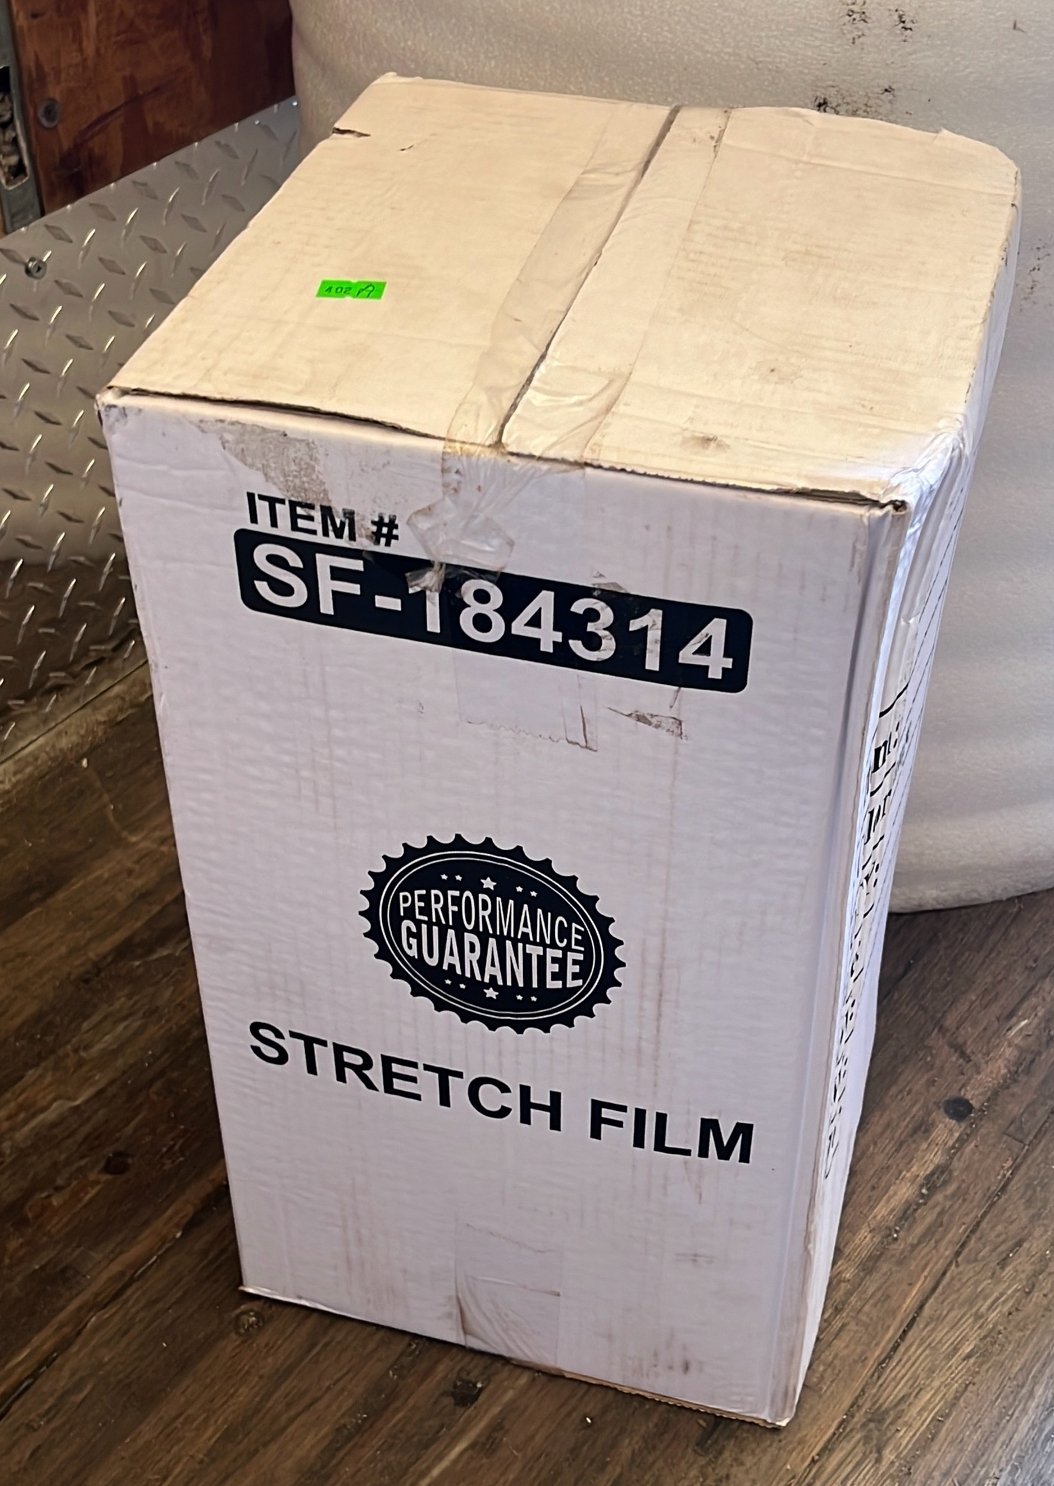 ITEM #
SF-184314
PERFORMANCE
GUARANTEE
STRETCH FILM